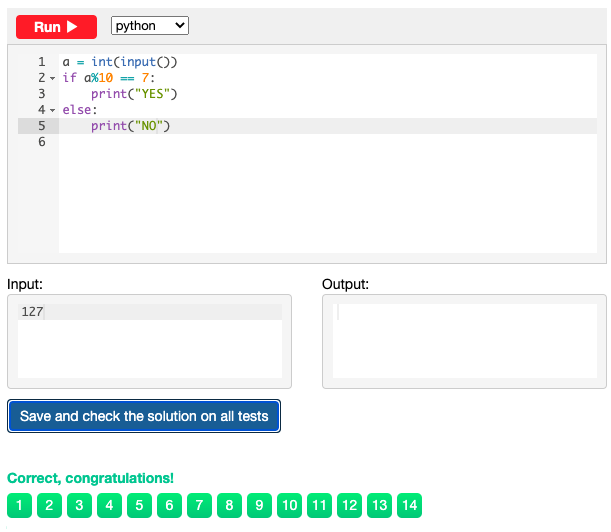 Run ▶ python
1 a = int(input())
2 if a%10 == 7:
3     print("YES")
4 else:
5     print("NO")
6
Input: Output:
127
Save and check the solution on all tests
Correct, congratulations!
1 2 3 4 5 6 7 8 9 10 11 12 13 14